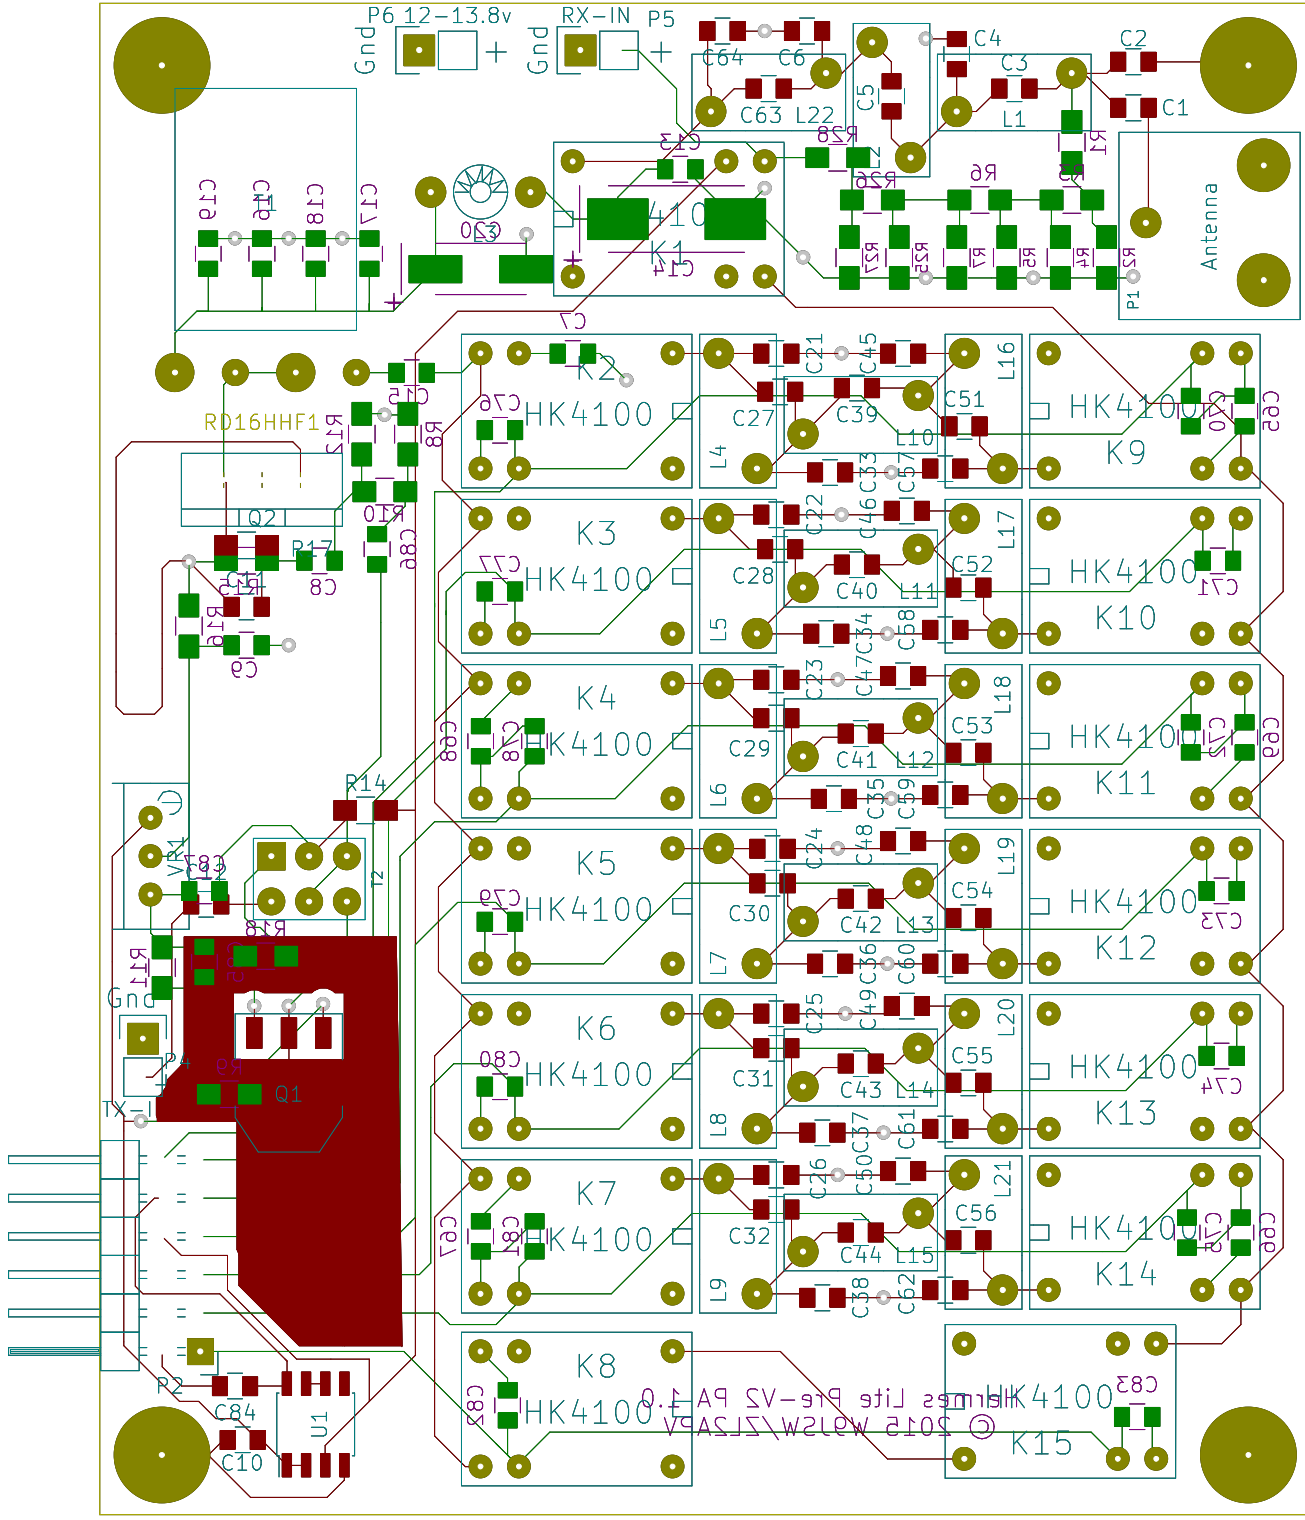 P6 12-13.8v
RX-IN
P5
Gnd
+
Gnd
+
C64
C6
C4
C2
C3
C5
C63
L22
L1
C1
R28
L2
R1
C13
C19
C16
C18
C17
L3
C20
4100
K1
C14
+
+
R26
R6
R3
R27
R25
R7
R5
R4
R2
Antenna
P1
C7
K2
C15
RD16HHF1
R12
R8
C76
HK4100
L4
C21
C45
C27
C39
L10
C51
L16
C33
C57
HK4100
K9
C70
C65
R10
Q2
R17
C8
C86
C11
R15
R16
C9
K3
HK4100
C77
L5
C22
C46
C28
C40
L11
C52
L17
C34
C58
HK4100
K10
C71
K4
HK4100
C68
C78
L6
C23
C47
C29
C41
L12
C53
L18
C35
C59
HK4100
K11
C72
C69
R14
VR1
C87
C12
T2
K5
HK4100
C79
L7
C24
C48
C30
C42
L13
C54
L19
C36
C60
HK4100
K12
C73
R18
R11
Gnd
P4
+
TX-I
R9
Q1
K6
HK4100
C80
L8
C25
C49
C31
C43
L14
C55
L20
C37
C61
HK4100
K13
C74
K7
HK4100
C67
C81
L9
C26
C50
C32
C44
L15
C56
L21
C38
C62
HK4100
K14
C75
C66
P2
C84
C10
U1
K8
HK4100
C82
HK4100
K15
C83
Hermes Lite Pre-V2 PA 1.0
© 2015 W9JSW/ZL2APV